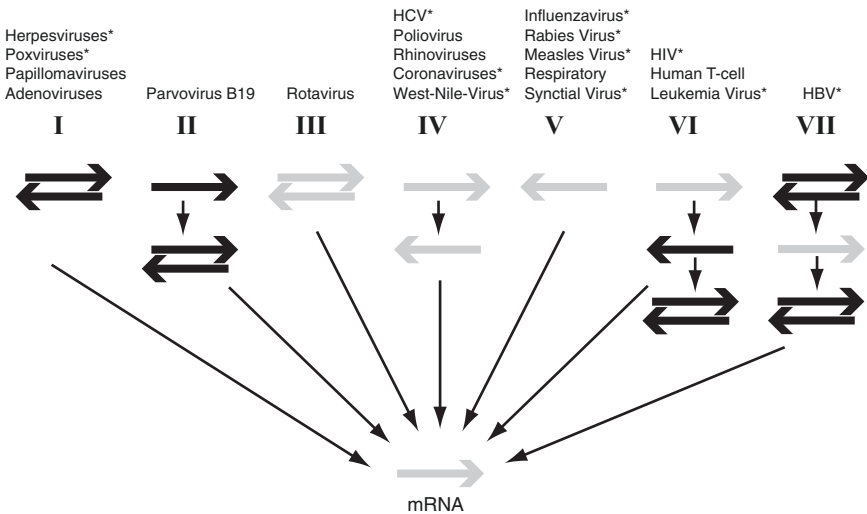 Herpesviruses*
Poxviruses*
Papillomaviruses
Adenoviruses
I
Parvovirus B19
II
Rotavirus
III
HCV*
Poliovirus
Rhinoviruses
Coronaviruses*
West-Nile-Virus*
IV
Influenzavirus*
Rabies Virus*
Measles Virus*
Respiratory
Synctial Virus*
V
HIV*
Human T-cell
Leukemia Virus*
VI
HBV*
VII
mRNA